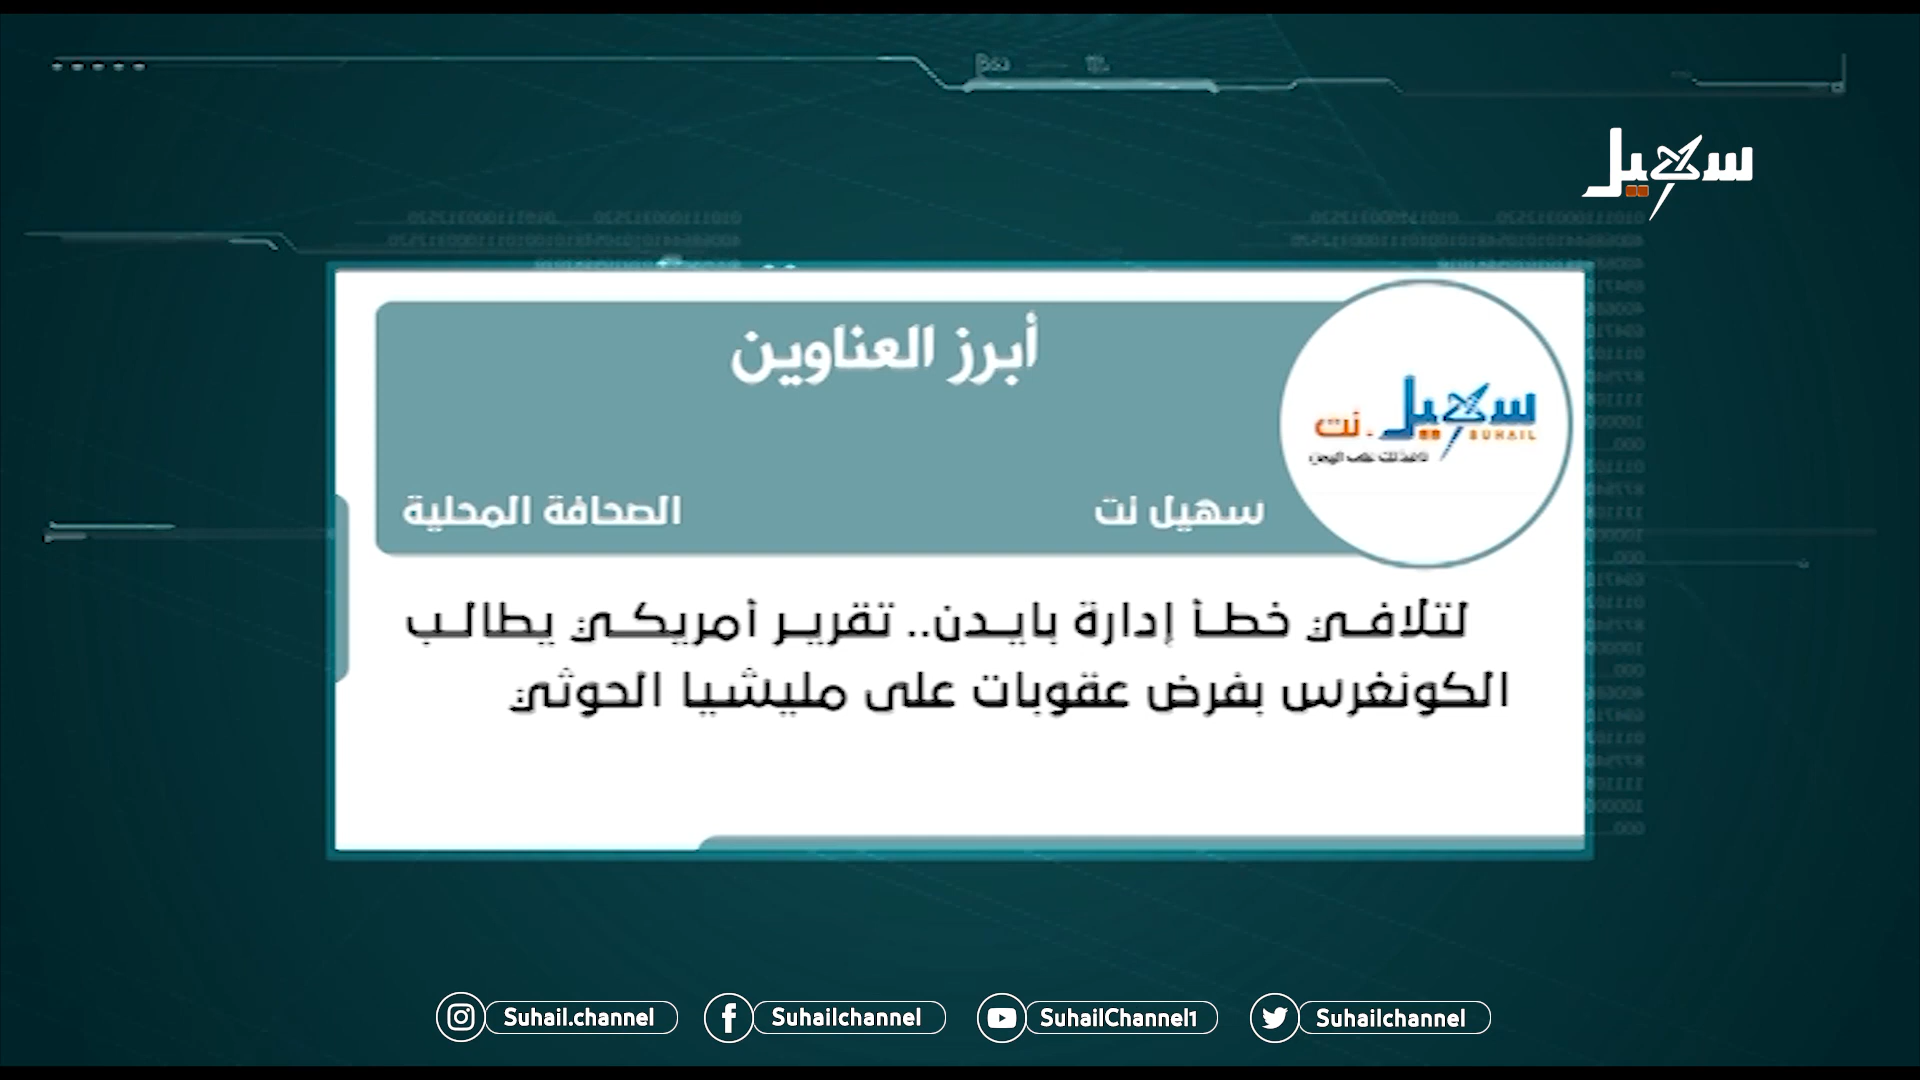 سهيل
أبرز العناوين
سهيل . نت
SUHAIL
سهيل نت
الصحافة المحلية
لتلافي خطأ إدارة بايدن.. تقرير أمريكي يطالب
الكونغرس بفرض عقوبات على مليشيا الحوثي
Suhail.channel
Suhailchannel
SuhailChannel1
Suhailchannel